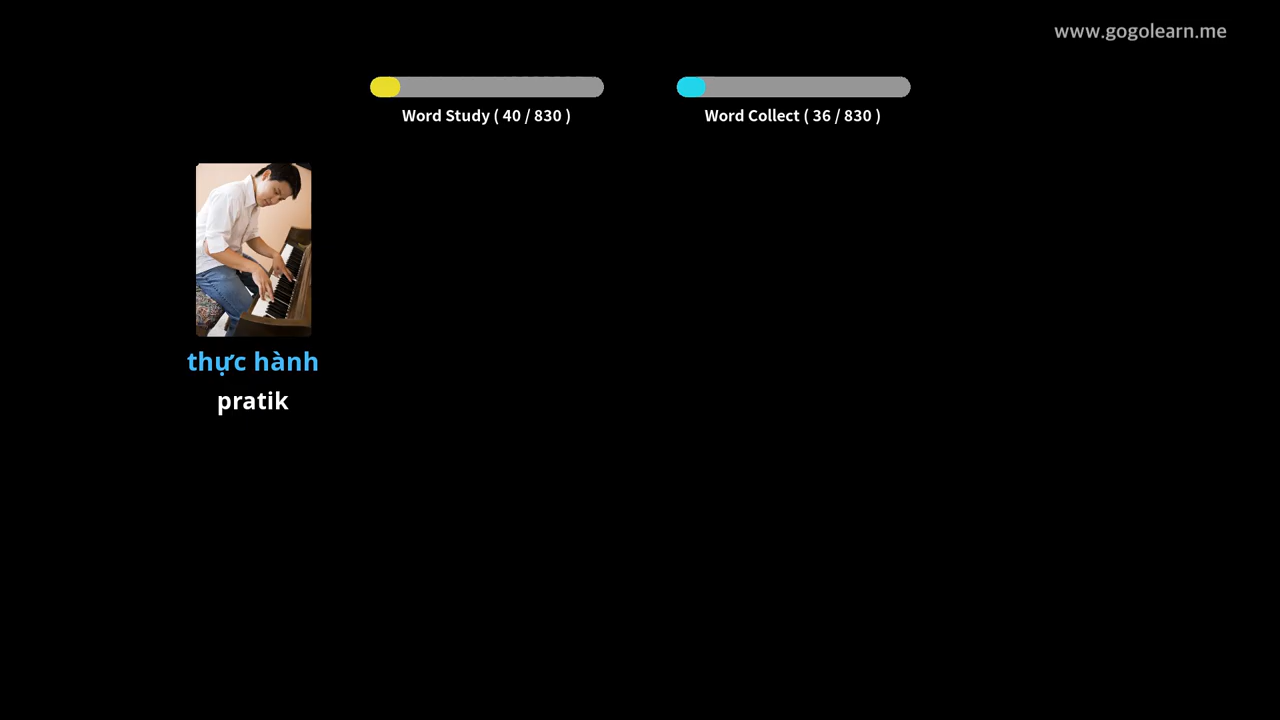 www.gogolearn.me
Word Study ( 40 / 830 )
Word Collect ( 36 / 830 )
thực hành
pratik